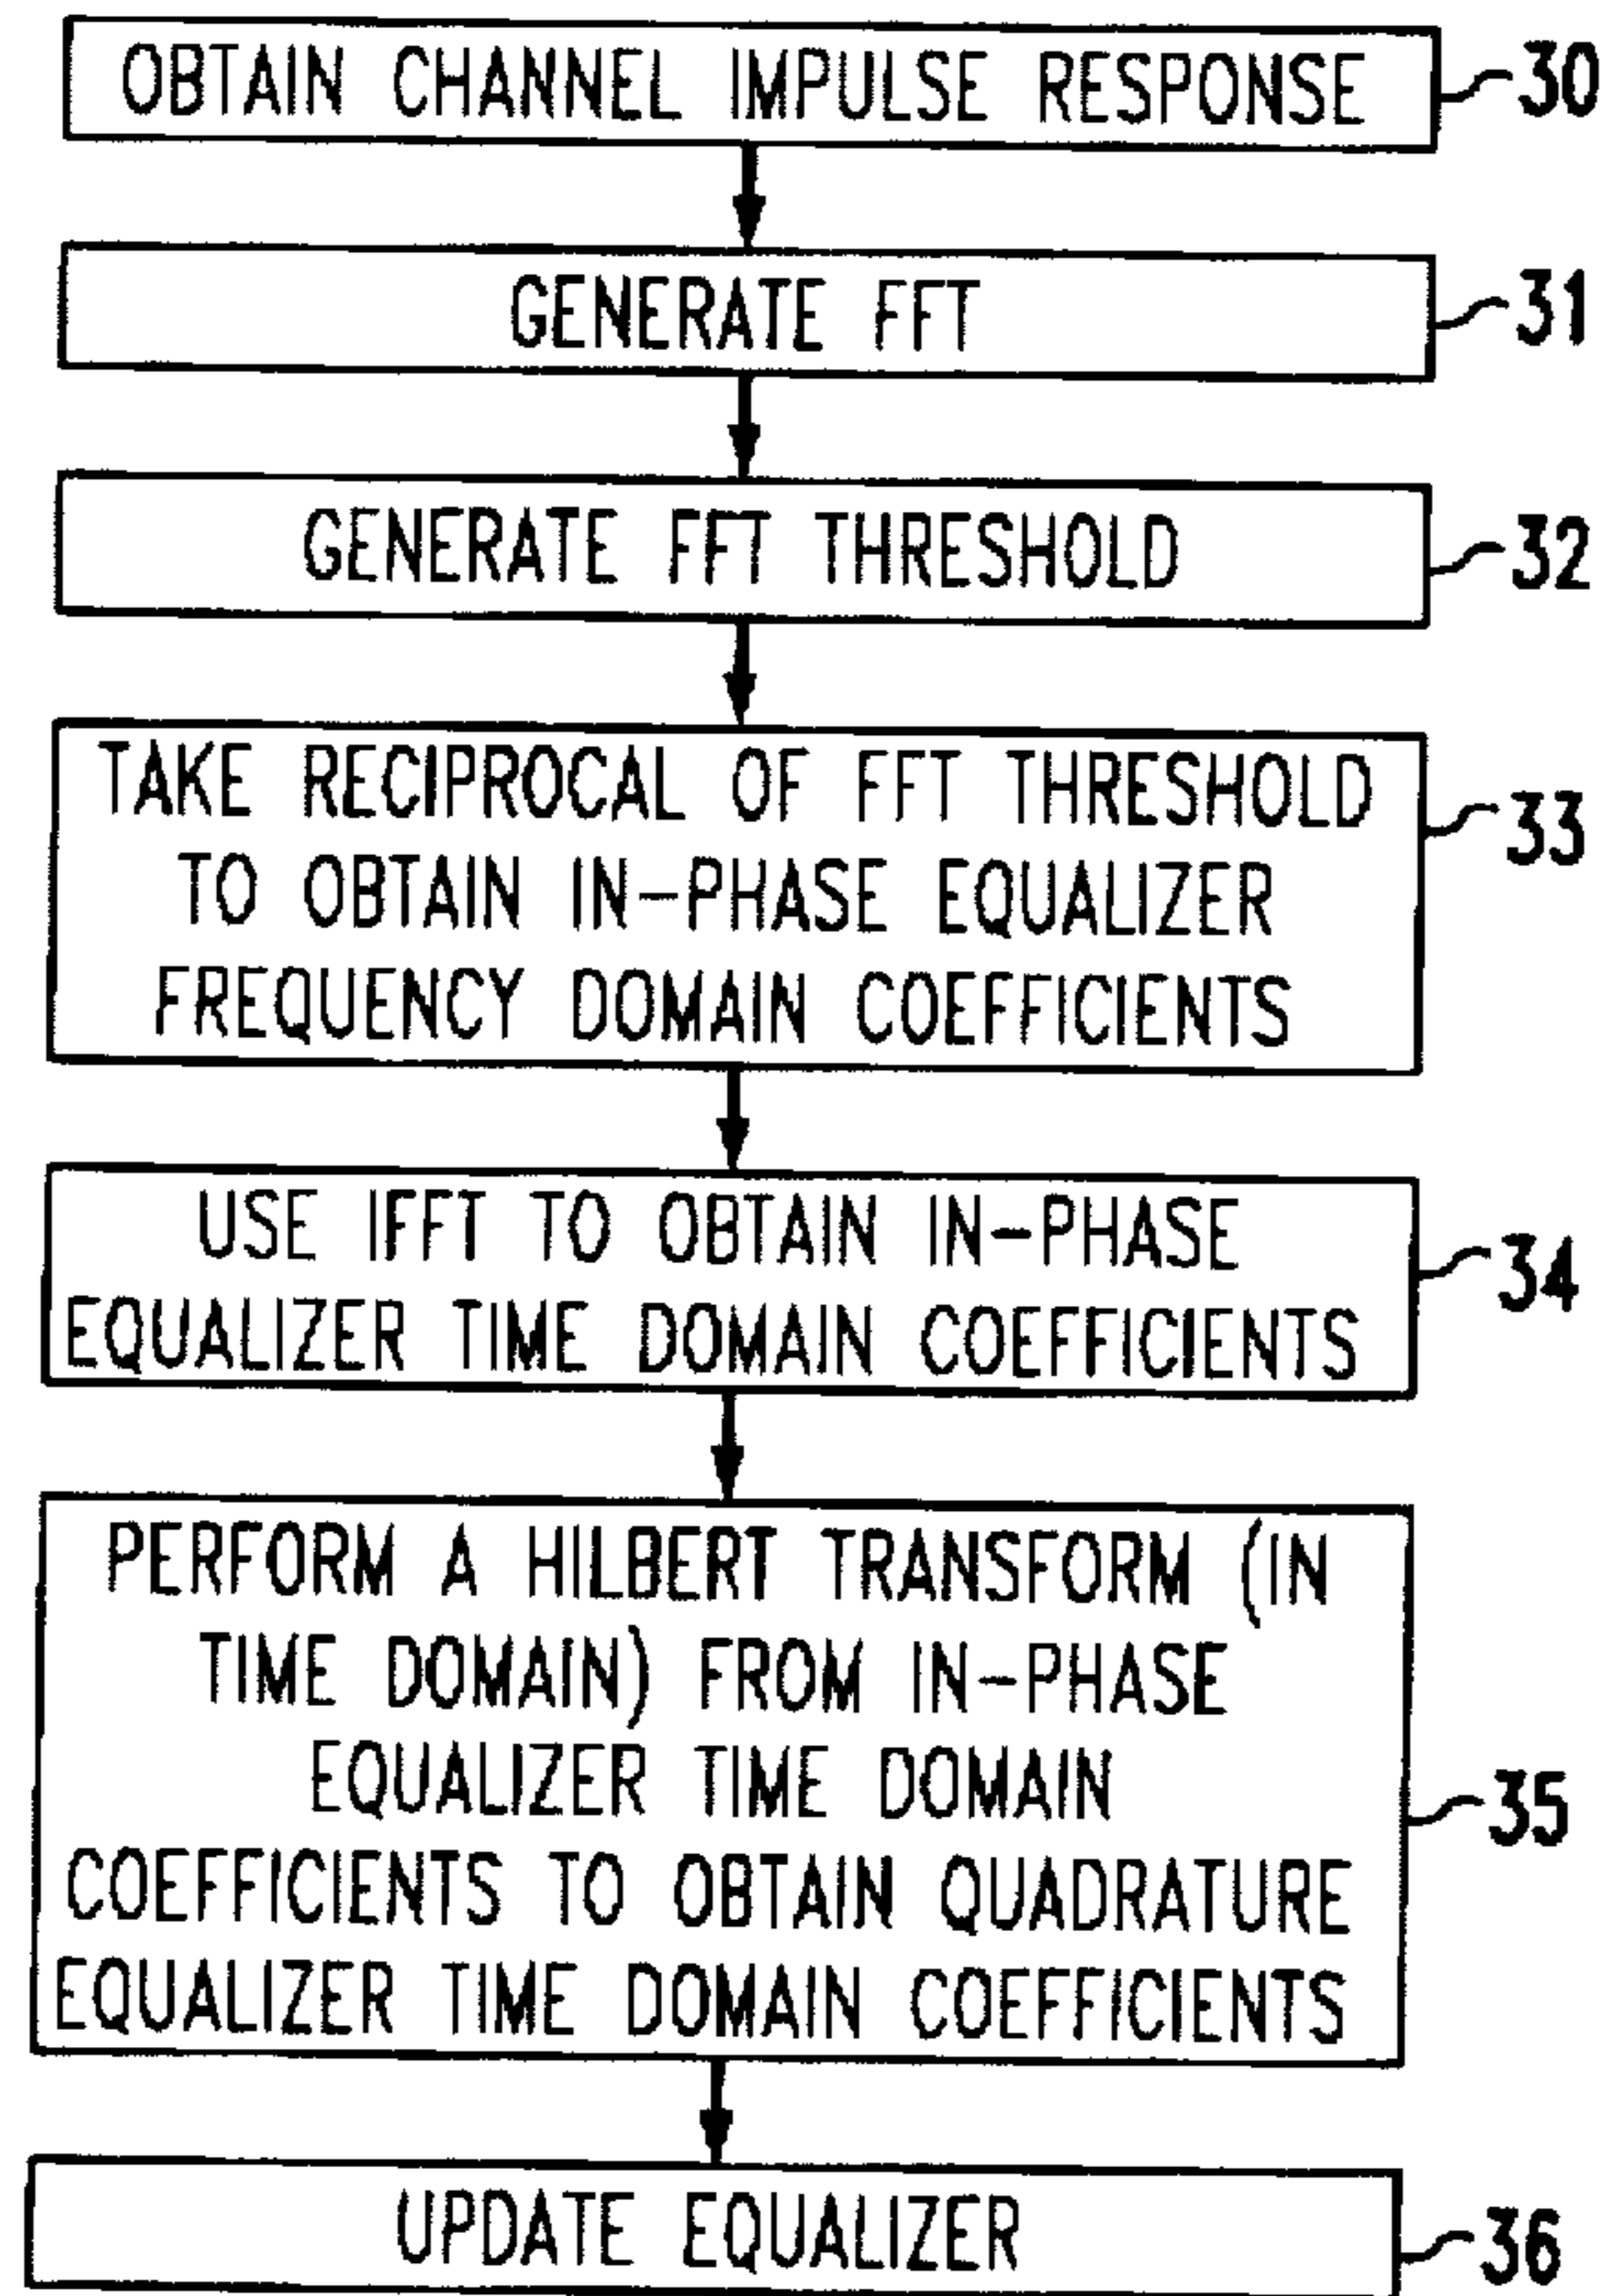 OBTAIN CHANNEL IMPULSE RESPONSE 30
GENERATE FFT 31
GENERATE FFT THRESHOLD 32
TAKE RECIPROCAL OF FFT THRESHOLD
TO OBTAIN IN-PHASE EQUALIZER
FREQUENCY DOMAIN COEFFICIENTS
33
USE IFFT TO OBTAIN IN-PHASE
EQUALIZER TIME DOMAIN COEFFICIENTS
34
PERFORM A HILBERT TRANSFORM (IN
TIME DOMAIN) FROM IN-PHASE
EQUALIZER TIME DOMAIN
COEFFICIENTS TO OBTAIN QUADRATURE
EQUALIZER TIME DOMAIN COEFFICIENTS
35
UPDATE EQUALIZER 36